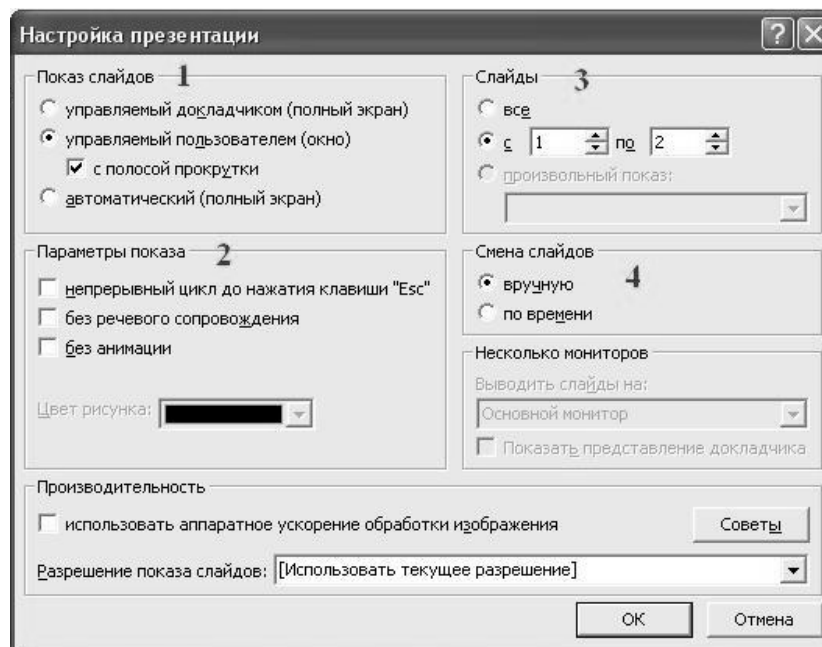 Настройка презентации
Показ слайдов 1
управляемый докладчиком (полный экран)
управляемый пользователем (окно)
с полосой прокрутки
автоматический (полный экран)
Слайды 3
все
с 1 по 2
произвольный показ:
Параметры показа 2
непрерывный цикл до нажатия клавиши "Esc"
без речевого сопровождения
без анимации
Цвет рисунка:
Смена слайдов
вручную 4
по времени
Несколько мониторов
Выводить слайды на:
Основной монитор
Показать представление докладчика
Производительность
использовать аппаратное ускорение обработки изображения
Советы
Разрешение показа слайдов: [Использовать текущее разрешение]
ОК Отмена